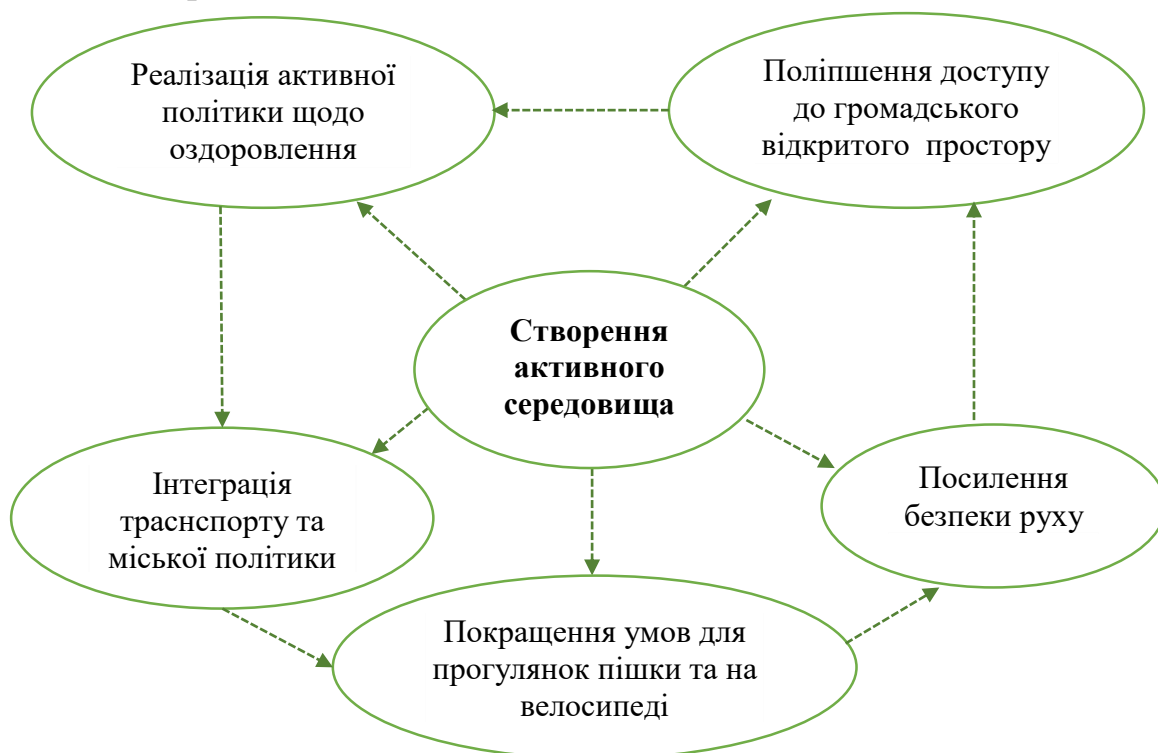 Реалізація активної
політики щодо
оздоровлення
Поліпшення доступу
до громадського
відкритого простору
Створення
активного
середовища
Інтеграція
траснспорту та
міської політики
Посилення
безпеки руху
Покращення умов для
прогулянок пішки та на
велосипеді